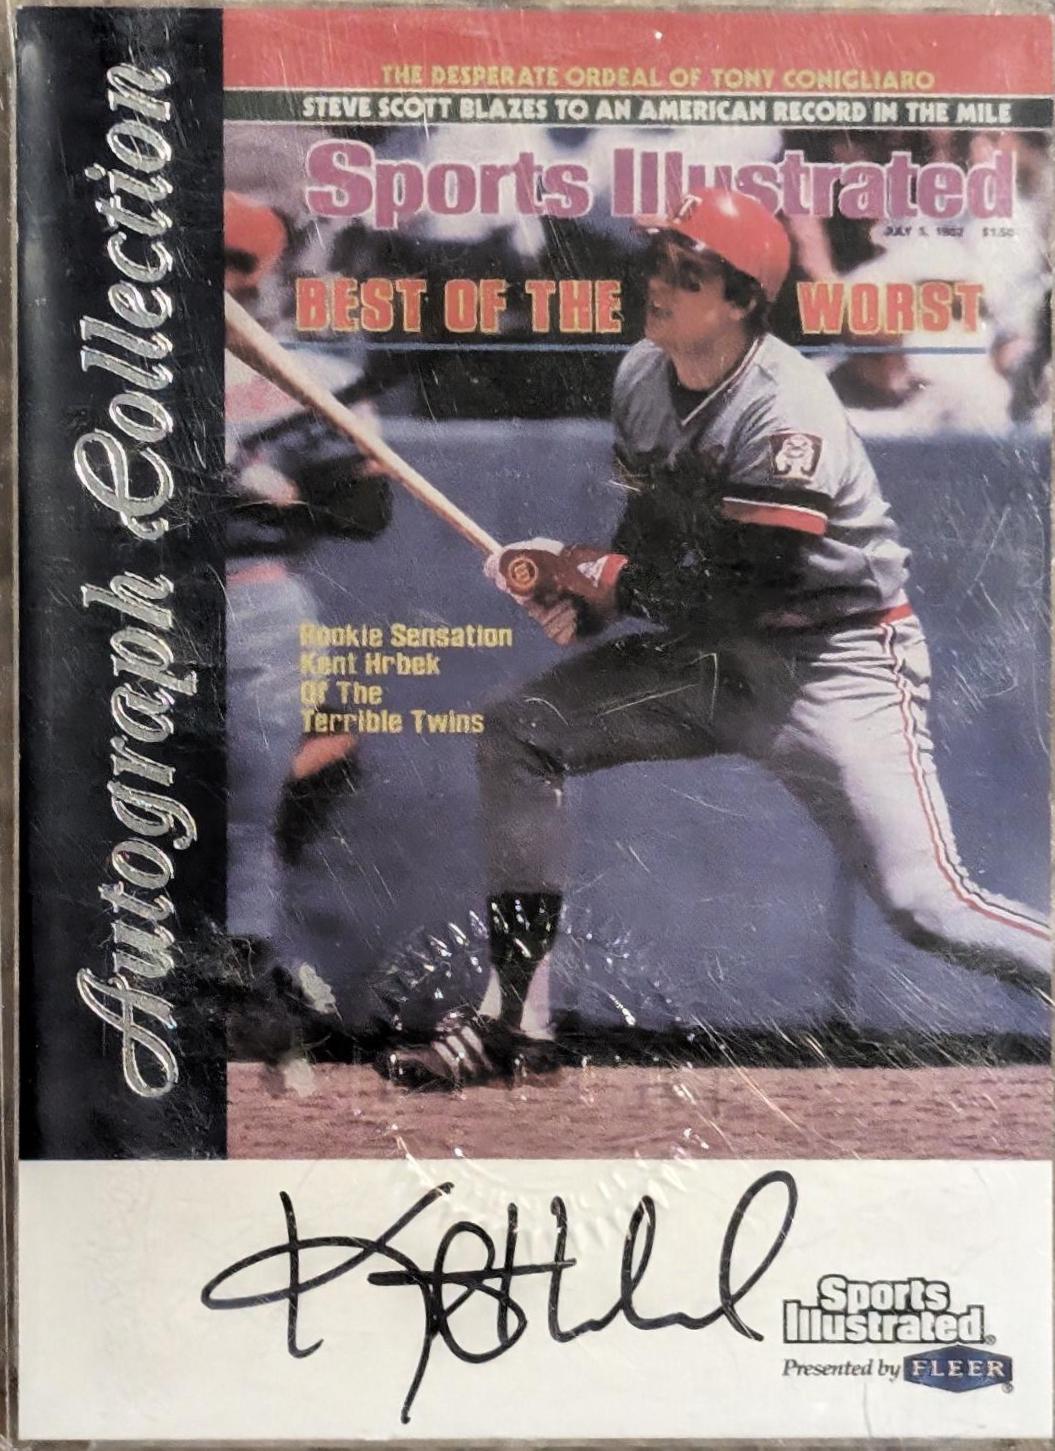 Autograph Collection
THE DESPERATE ORDEAL OF TONY CONIGLIARO
STEVE SCOTT BLAZES TO AN AMERICAN RECORD IN THE MILE
Sports Illustrated
JULY 5, 1982 $1.50
BEST OF THE WORST
Rookie Sensation
Kent Hrbek
Of The
Terrible Twins
Sports
Illustrated®
Presented by FLEER®